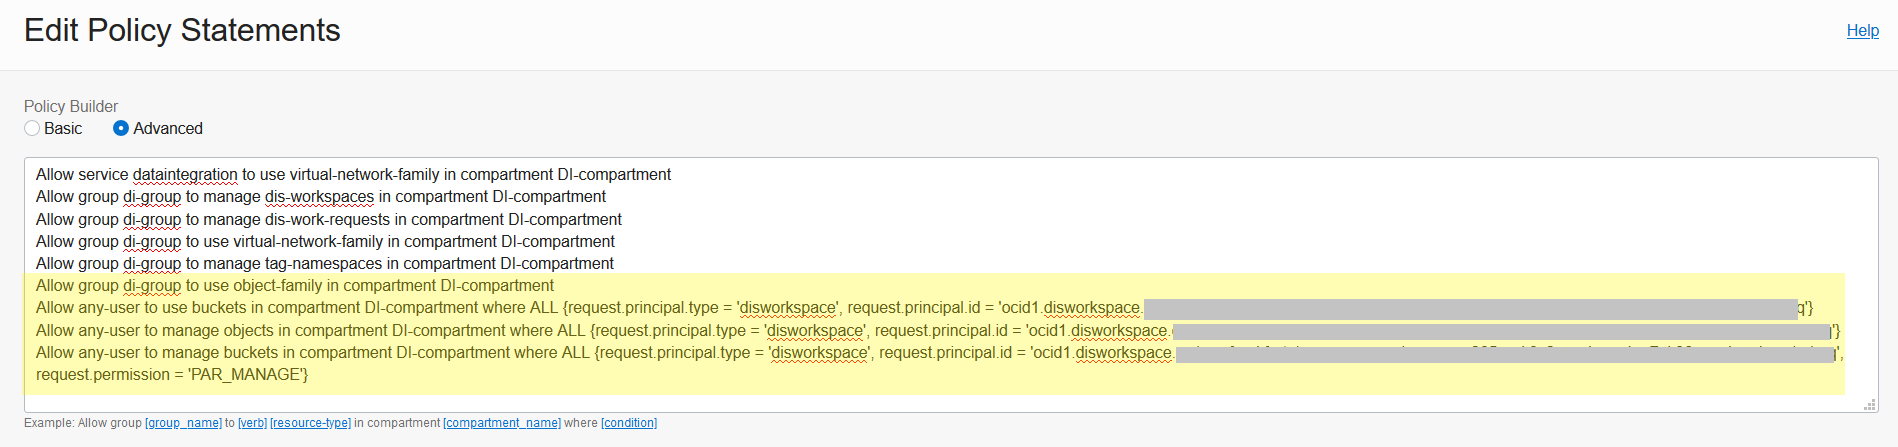 Edit Policy Statements
Help
Policy Builder
Basic Advanced
Allow service dataintegration to use virtual-network-family in compartment DI-compartment
Allow group di-group to manage dis-workspaces in compartment DI-compartment
Allow group di-group to manage dis-work-requests in compartment DI-compartment
Allow group di-group to use virtual-network-family in compartment DI-compartment
Allow group di-group to manage tag-namespaces in compartment DI-compartment
Allow group di-group to use object-family in compartment DI-compartment
Allow any-user to use buckets in compartment DI-compartment where ALL {request.principal.type = 'disworkspace', request.principal.id = 'ocid1.disworkspace. q'}
Allow any-user to manage objects in compartment DI-compartment where ALL {request.principal.type = 'disworkspace', request.principal.id = 'ocid1.disworkspace. '}
Allow any-user to manage buckets in compartment DI-compartment where ALL {request.principal.type = 'disworkspace', request.principal.id = 'ocid1.disworkspace. ',
request.permission = 'PAR_MANAGE'}
Example: Allow group [group_name] to [verb] [resource-type] in compartment [compartment_name] where [condition]